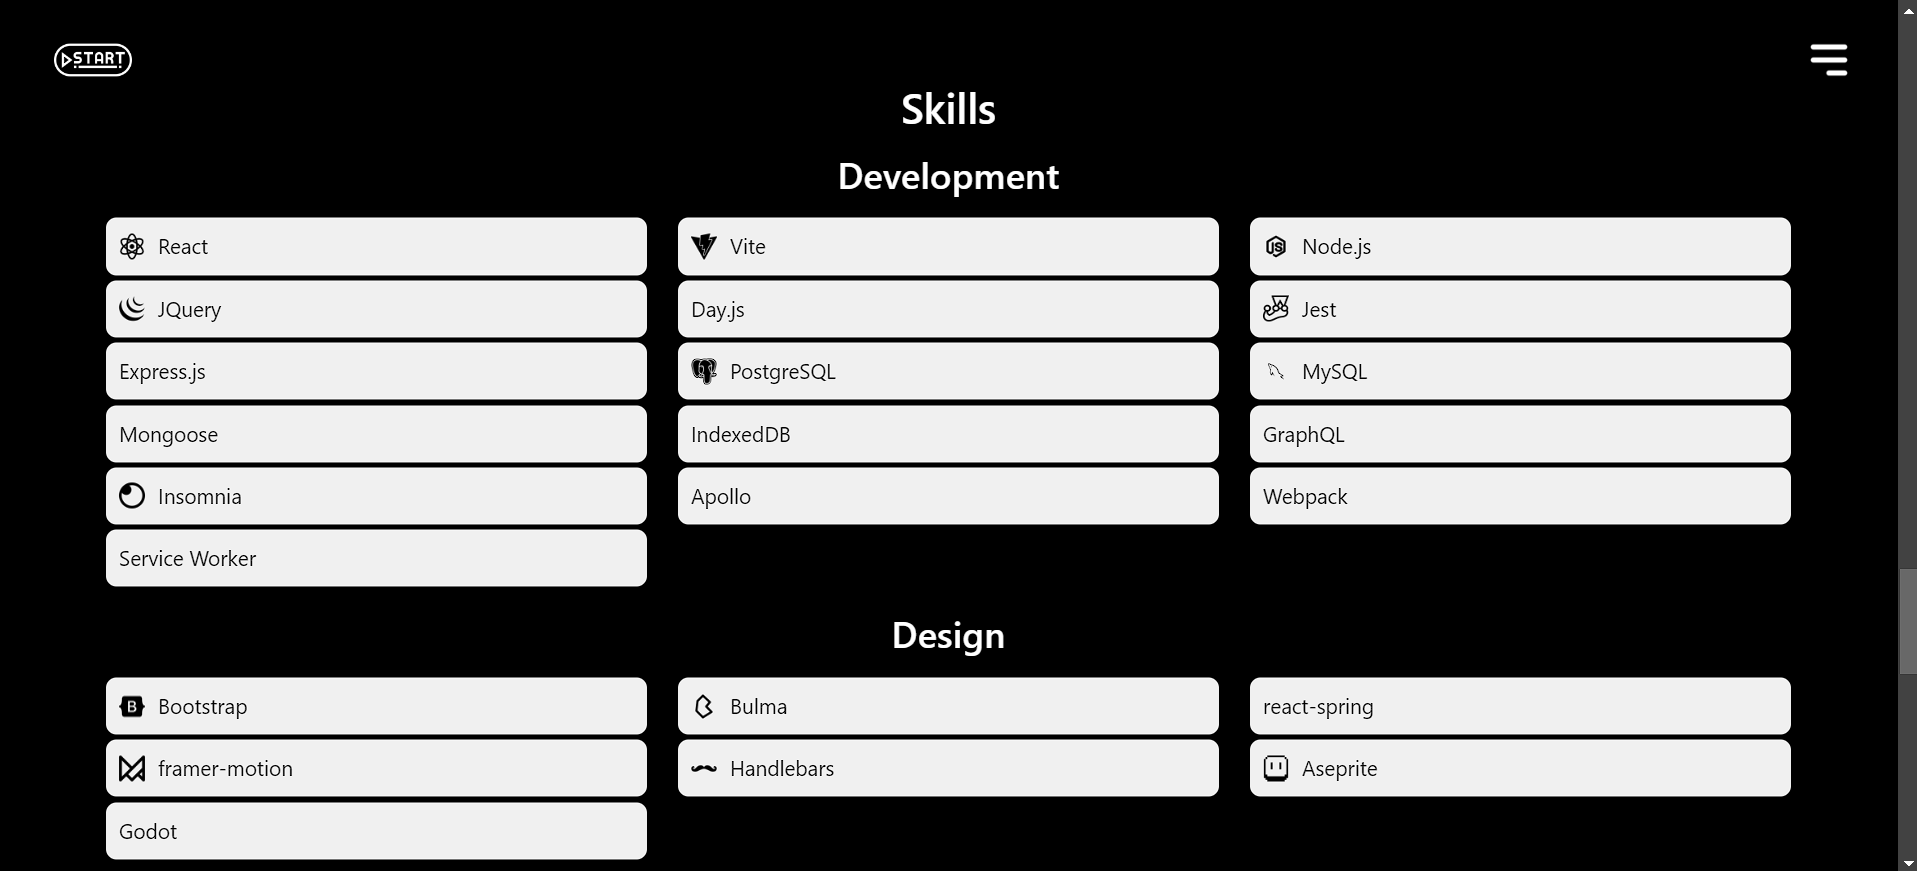 START
Skills
Development
React
Vite
Node.js
JQuery
Day.js
Jest
Express.js
PostgreSQL
MySQL
Mongoose
IndexedDB
GraphQL
Insomnia
Apollo
Webpack
Service Worker
Design
Bootstrap
Bulma
react-spring
framer-motion
Handlebars
Aseprite
Godot